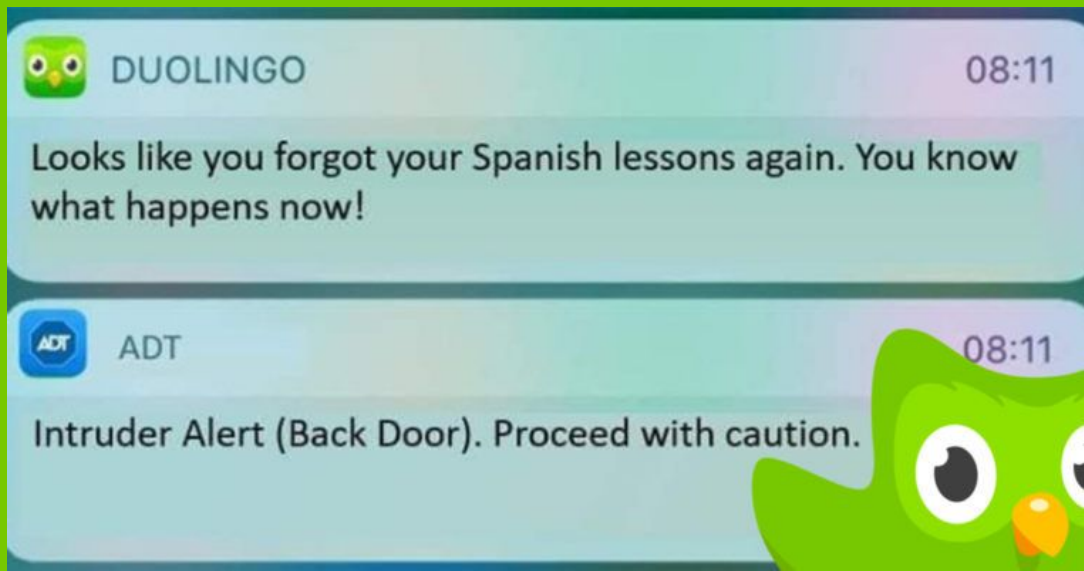 DUOLINGO 08:11
Looks like you forgot your Spanish lessons again. You know
what happens now!
ADT ADT 08:11
Intruder Alert (Back Door). Proceed with caution.